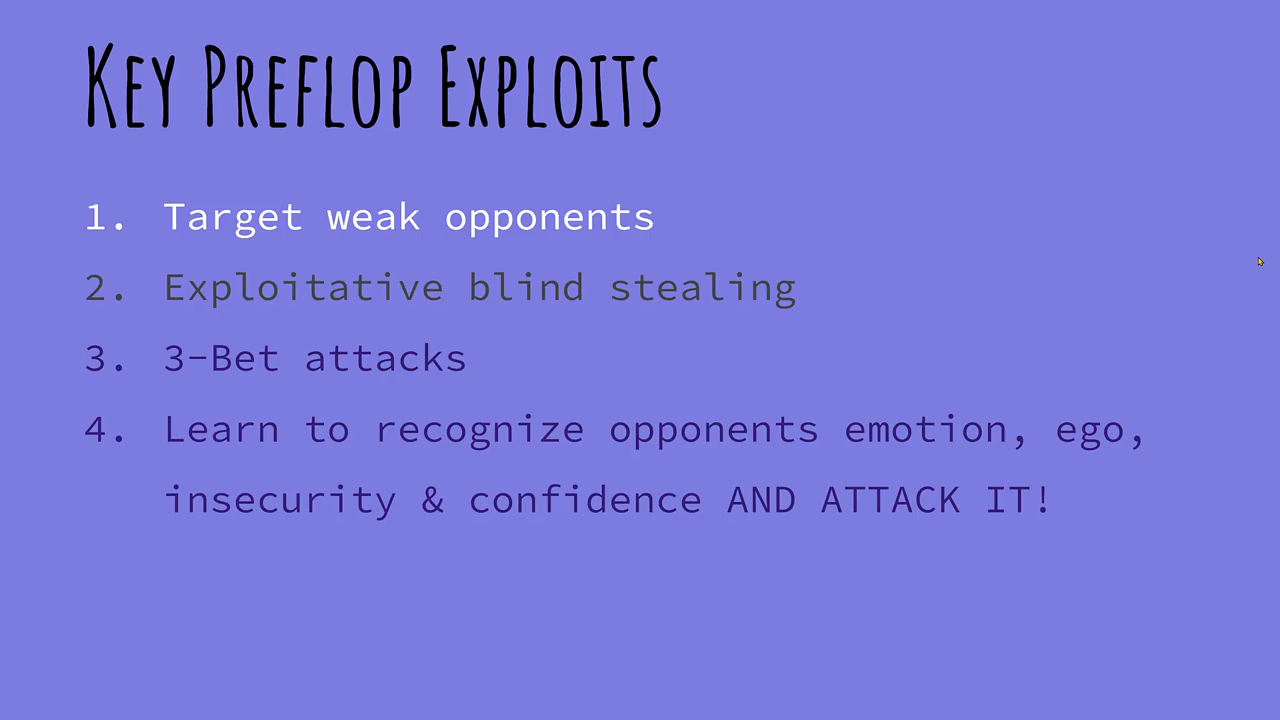 Key Preflop Exploits
1. Target weak opponents
2. Exploitative blind stealing
3. 3-Bet attacks
4. Learn to recognize opponents emotion, ego,
insecurity & confidence AND ATTACK IT!